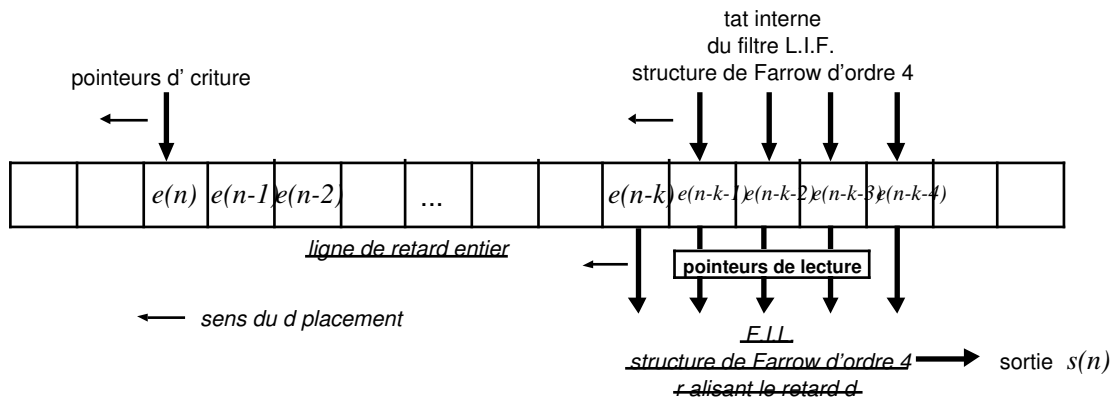 tat interne
du filtre L.I.F.
structure de Farrow d'ordre 4
pointeurs d' criture
e(n) e(n-1) e(n-2) ... e(n-k) e(n-k-1) e(n-k-2) e(n-k-3) e(n-k-4)
ligne de retard entier
pointeurs de lecture
sens du d placement
F.I.L
structure de Farrow d'ordre 4
sortie s(n)
r alisant le retard d